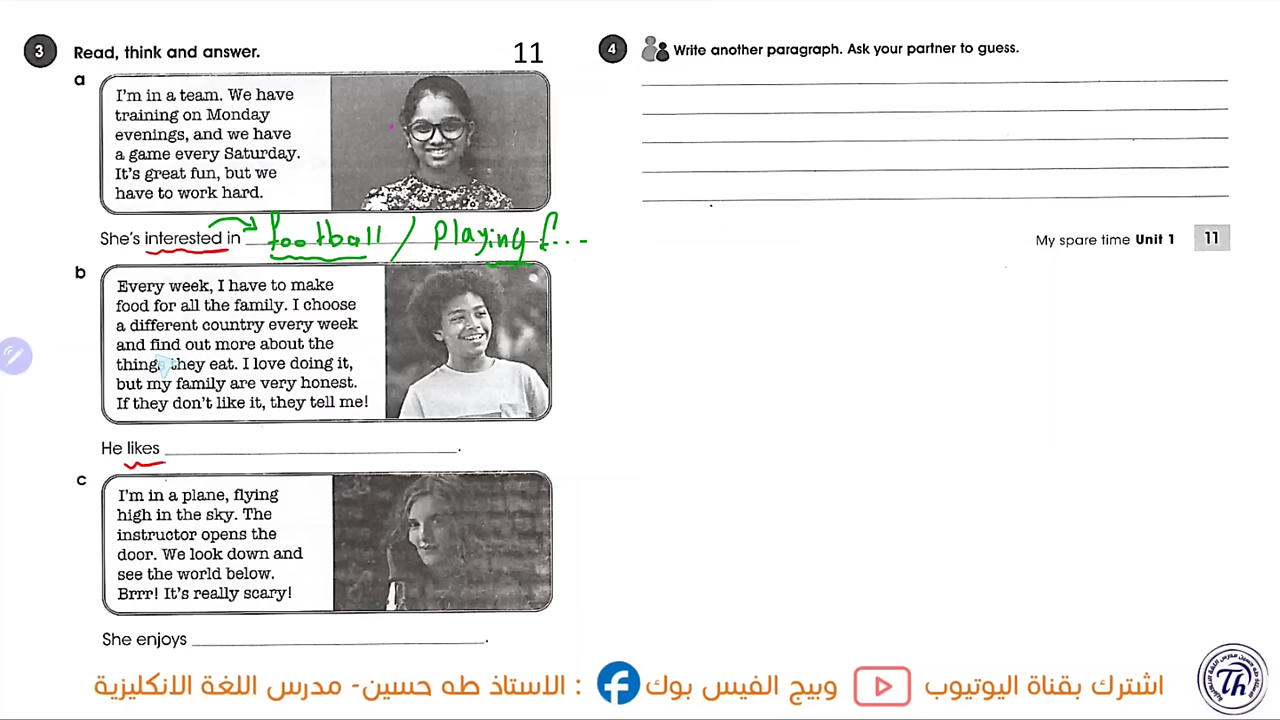 3 Read, think and answer. 11
a
I'm in a team. We have
training on Monday
evenings, and we have
a game every Saturday.
It's great fun, but we
have to work hard.
She's interested in football / Playing f...
b
Every week, I have to make
food for all the family. I choose
a different country every week
and find out more about the
things they eat. I love doing it,
but my family are very honest.
If they don't like it, they tell me!
He likes ____________________.
c
I'm in a plane, flying
high in the sky. The
instructor opens the
door. We look down and
see the world below.
Brrr! It's really scary!
She enjoys ____________________.
4 Write another paragraph. Ask your partner to guess.
My spare time Unit 1 11
اشترك بقناة اليوتيوب وبيج الفيس بوك : الاستاذ طه حسين- مدرس اللغة الانكليزية
Th